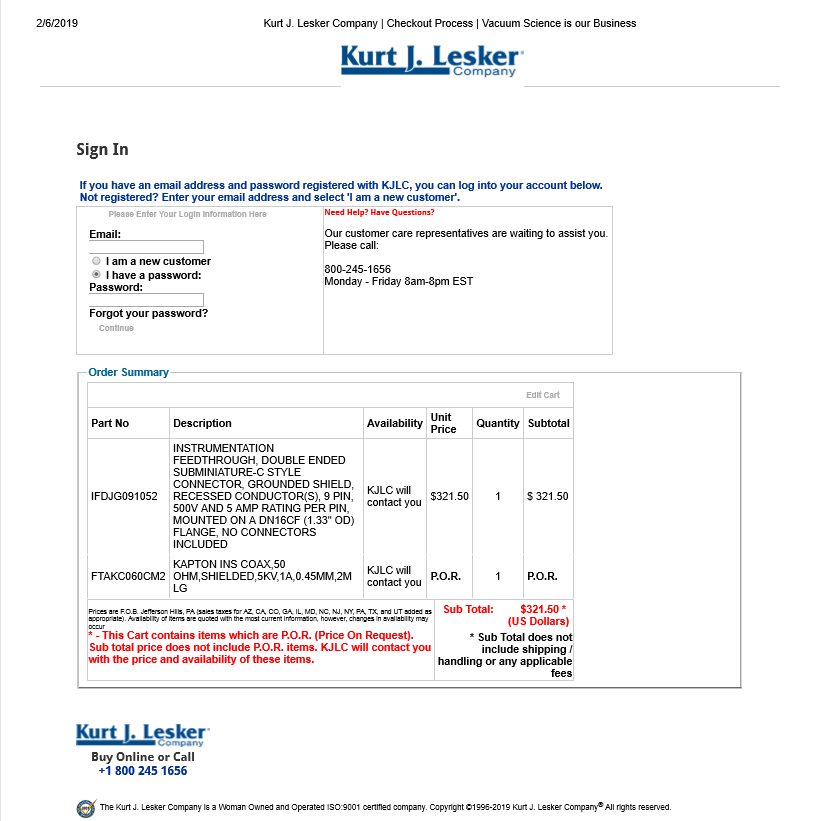 2/6/2019
Kurt J. Lesker Company | Checkout Process | Vacuum Science is our Business
Kurt J. Lesker
Company
Sign In
If you have an email address and password registered with KJLC, you can log into your account below.
Not registered? Enter your email address and select 'I am a new customer'.
Please Enter Your Login Information Here
Email:
I am a new customer
I have a password:
Password:
Forgot your password?
Continue
Need Help? Have Questions?
Our customer care representatives are waiting to assist you.
Please call:
800-245-1656
Monday - Friday 8am-8pm EST
Order Summary
Edit Cart
Part No Description Availability Unit Price Quantity Subtotal
IFDJG091052
INSTRUMENTATION
FEEDTHROUGH, DOUBLE ENDED
SUBMINIATURE-C STYLE
CONNECTOR, GROUNDED SHIELD,
RECESSED CONDUCTOR(S), 9 PIN,
500V AND 5 AMP RATING PER PIN,
MOUNTED ON A DN16CF (1.33" OD)
FLANGE, NO CONNECTORS
INCLUDED
KJLC will
contact you
$321.50
1
$ 321.50
FTAKC060CM2
KAPTON INS COAX,50
OHM,SHIELDED,5KV,1A,0.45MM,2M
LG
KJLC will
contact you
P.O.R.
1
P.O.R.
Prices are F.O.B. Jefferson Hills, PA (sales taxes for AZ, CA, CO, GA, IL, MD, NC, NJ, NY, PA, TX, and UT added as
appropriate). Availability of items are quoted with the most current information, however, changes in availability may
occur
* - This Cart contains items which are P.O.R. (Price On Request).
Sub total price does not include P.O.R. items. KJLC will contact you
with the price and availability of these items.
Sub Total: $321.50 *
(US Dollars)
* Sub Total does not
include shipping /
handling or any applicable
fees
Kurt J. Lesker
Company
Buy Online or Call
+1 800 245 1656
The Kurt J. Lesker Company is a Woman Owned and Operated ISO:9001 certified company. Copyright ©1996-2019 Kurt J. Lesker Company® All rights reserved.